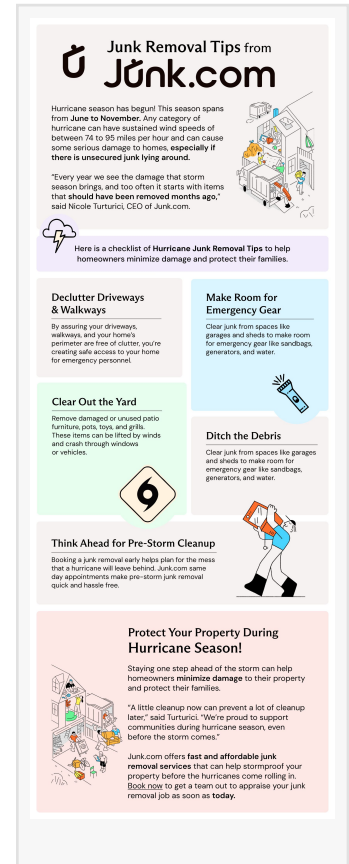 Junk Removal Tips from
Junk.com
Hurricane season has begun! This season spans
from June to November. Any category of
hurricane can have sustained wind speeds of
between 74 to 95 miles per hour and can cause
some serious damage to homes, especially if
there is unsecured junk lying around.
“Every year we see the damage that storm
season brings, and too often it starts with items
that should have been removed months ago,”
said Nicole Turturici, CEO of Junk.com.
Here is a checklist of Hurricane Junk Removal Tips to help
homeowners minimize damage and protect their families.
Declutter Driveways
& Walkways
By assuring your driveways,
walkways, and your home’s
perimeter are free of clutter, you’re
creating safe access to your home
for emergency personnel.
Make Room for
Emergency Gear
Clear junk from spaces like
garages and sheds to make room
for emergency gear like sandbags,
generators, and water.
Clear Out the Yard
Remove damaged or unused patio
furniture, pots, toys, and grills.
These items can be lifted by winds
and crash through windows
or vehicles.
Ditch the Debris
Clear junk from spaces like garages
and sheds to make room for
emergency gear like sandbags,
generators, and water.
Think Ahead for Pre-Storm Cleanup
Booking a junk removal early helps plan for the mess
that a hurricane will leave behind. Junk.com same
day appointments make pre-storm junk removal
quick and hassle free.
Protect Your Property During
Hurricane Season!
Staying one step ahead of the storm can help
homeowners minimize damage to their property
and protect their families.
“A little cleanup now can prevent a lot of cleanup
later,” said Turturici. “We’re proud to support
communities during hurricane season, even
before the storm comes.”
Junk.com offers fast and affordable junk
removal services that can help stormproof your
property before the hurricanes come rolling in.
Book now to get a team out to appraise your junk
removal job as soon as today.